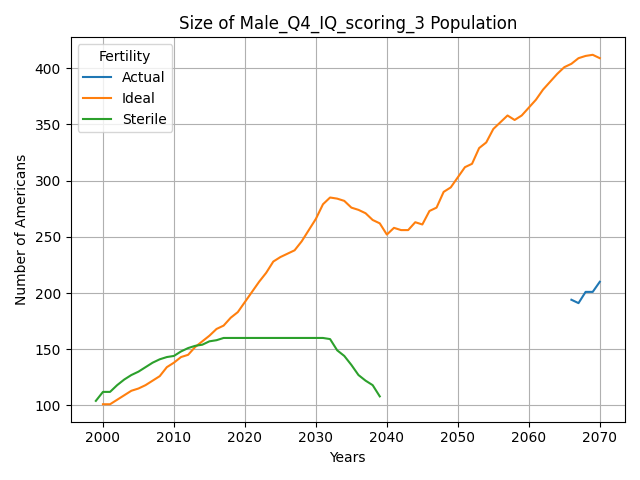 Size of Male_Q4_IQ_scoring_3 Population
Fertility
Actual
Ideal
Sterile
Number of Americans
400
350
300
250
200
150
100
2000 2010 2020 2030 2040 2050 2060 2070
Years